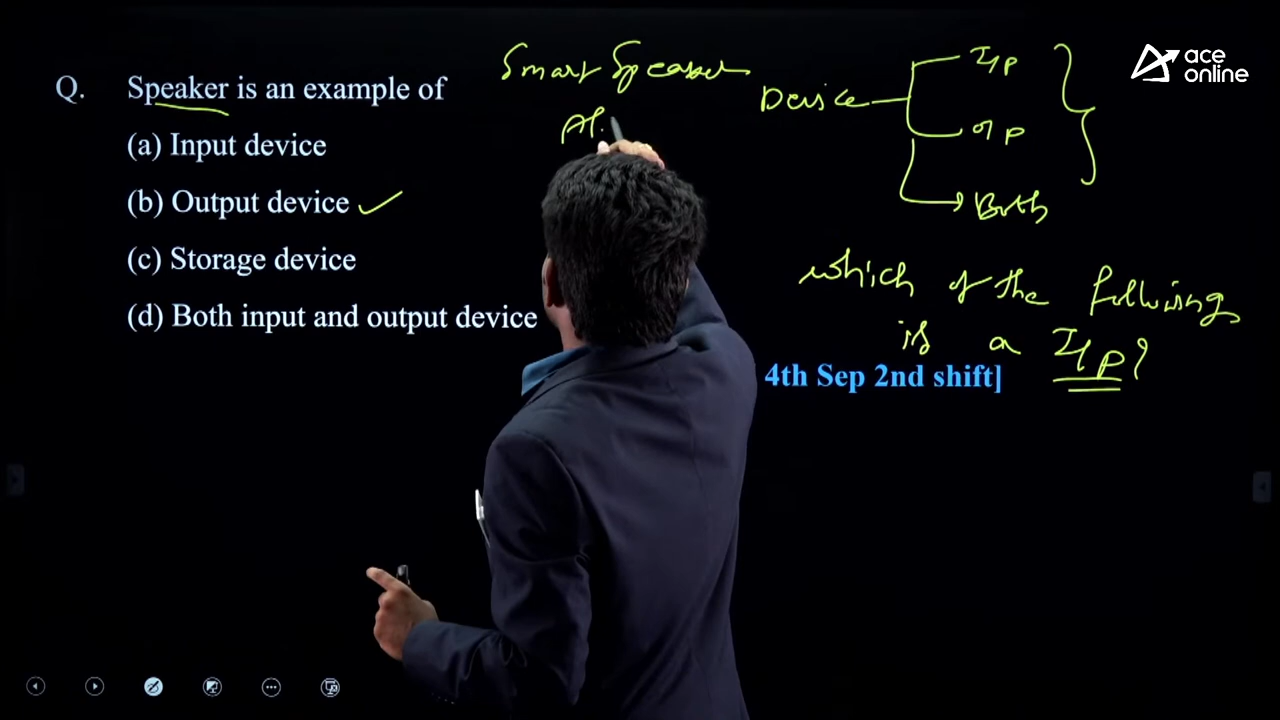 Q. Speaker is an example of
(a) Input device
(b) Output device
(c) Storage device
(d) Both input and output device
4th Sep 2nd shift]
Smart Speaker
Device
I/P
O/P
Both
which of the following
is a I/P?
ace
online